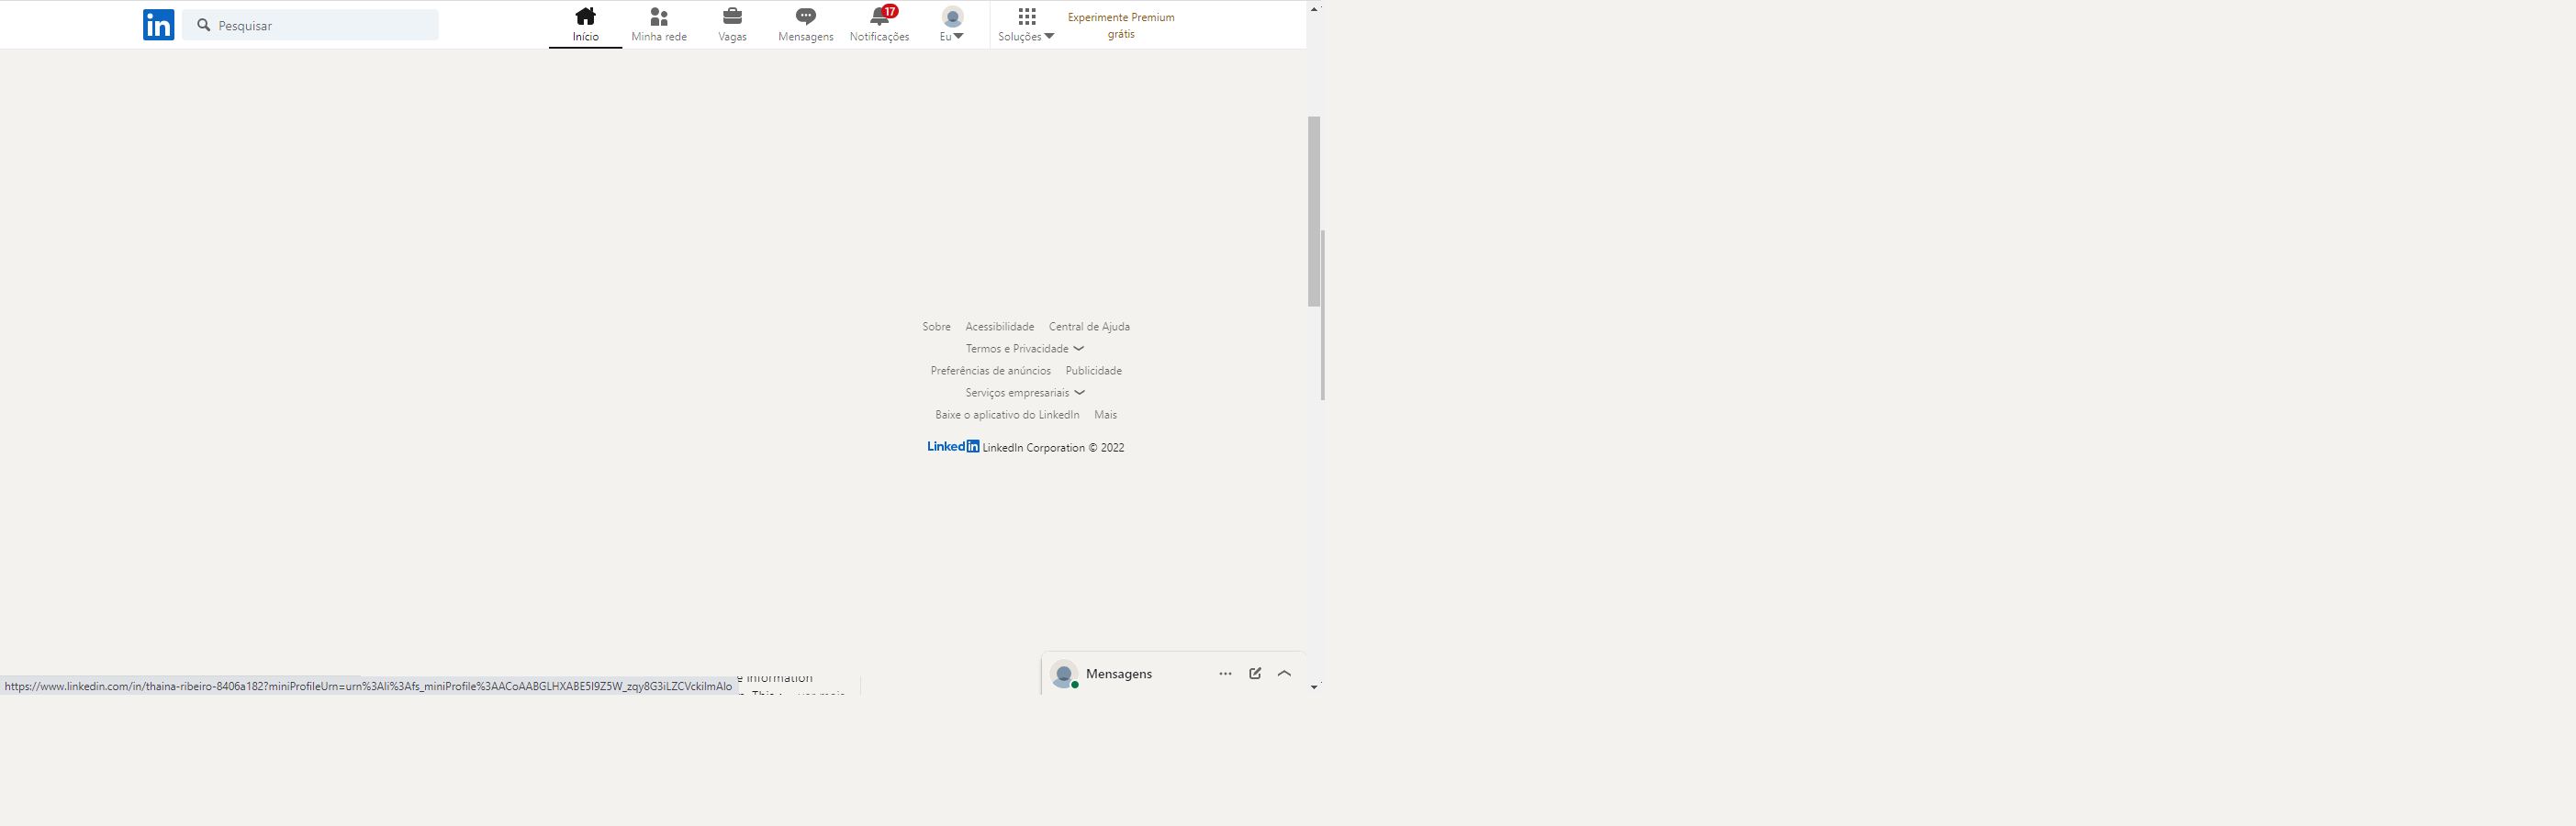 in Pesquisar
Início Minha rede Vagas Mensagens 17 Notificações Eu Soluções Experimente Premium grátis
Sobre Acessibilidade Central de Ajuda
Termos e Privacidade
Preferências de anúncios Publicidade
Serviços empresariais
Baixe o aplicativo do LinkedIn Mais
LinkedIn LinkedIn Corporation © 2022
Mensagens
e information
https://www.linkedin.com/in/thaina-ribeiro-8406a182?miniProfileUrn=urn%3Ali%3Afs_miniProfile%3AACoAABGLHXABE5I9Z5W_zqy8G3iLZCVckilmAlo